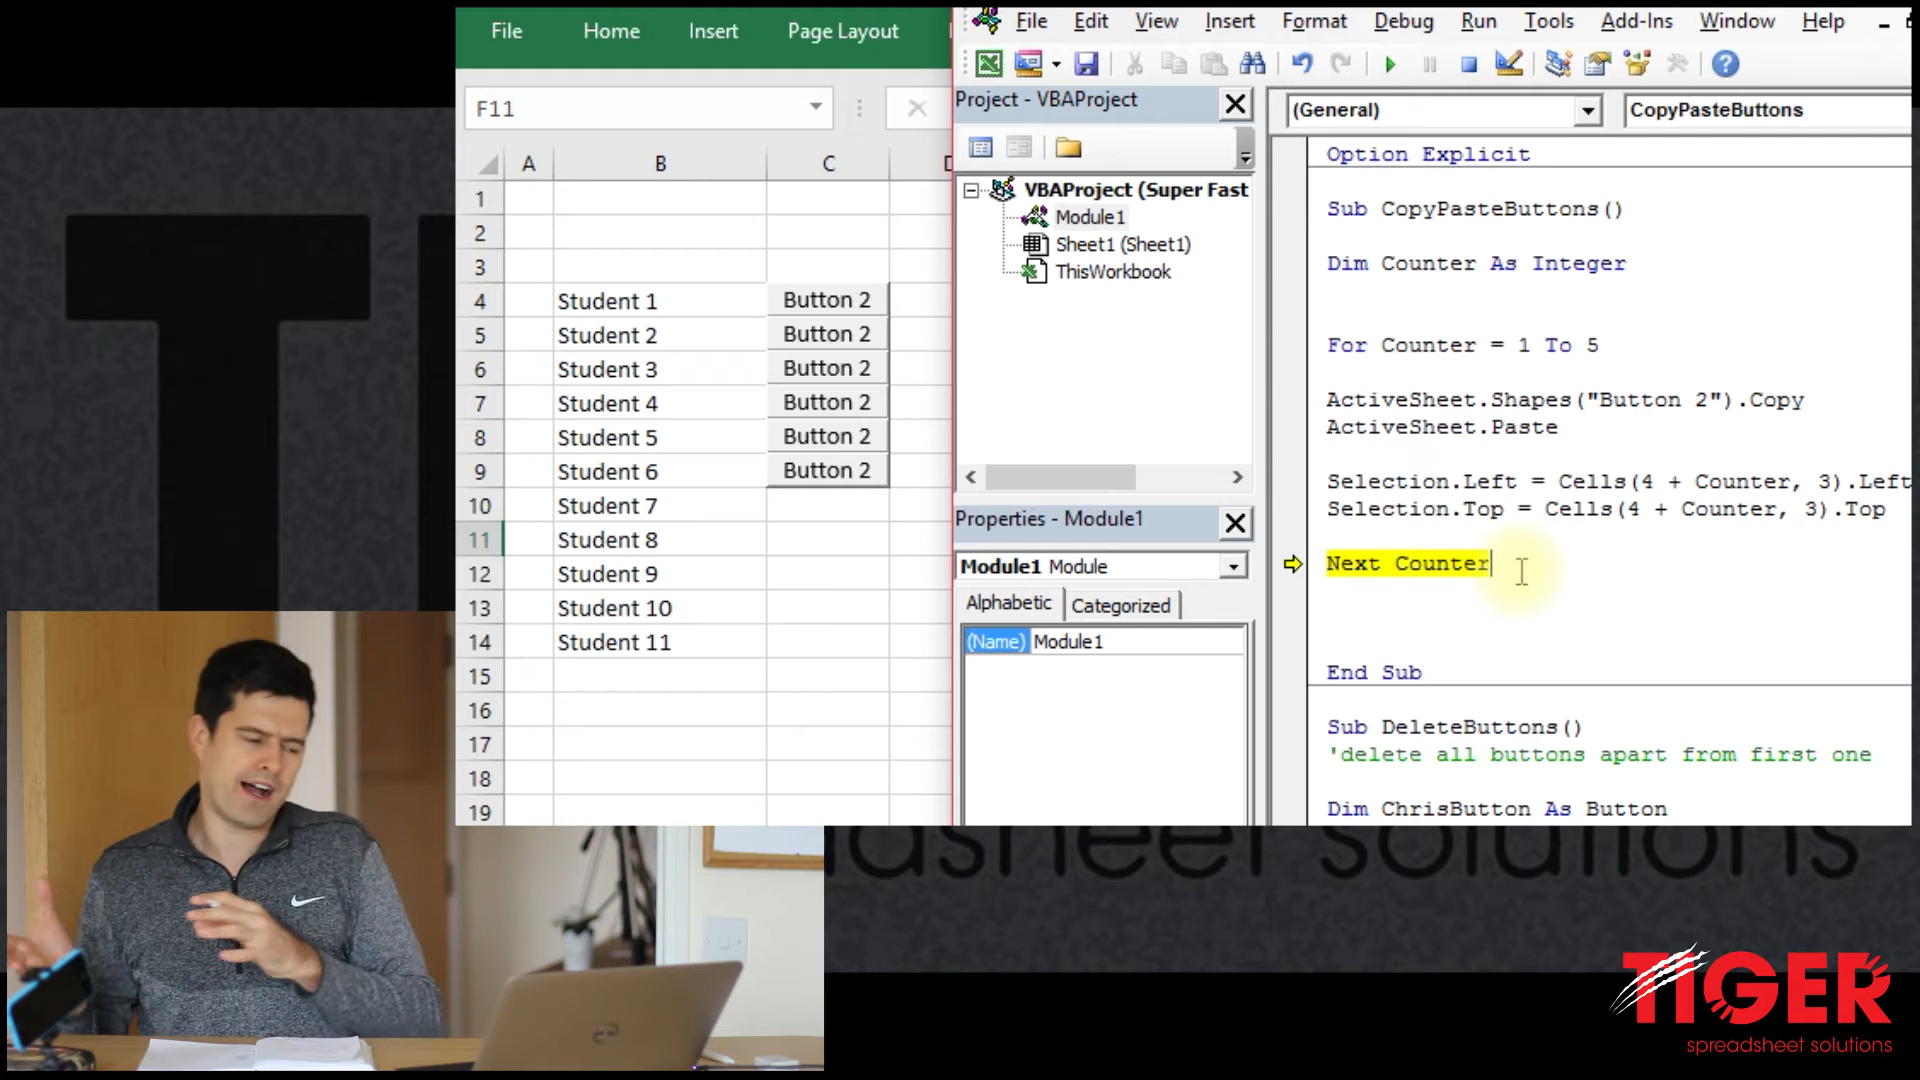 File Home Insert Page Layout
F11
A B C
1
2
3
4 Student 1 Button 2
5 Student 2 Button 2
6 Student 3 Button 2
7 Student 4 Button 2
8 Student 5 Button 2
9 Student 6 Button 2
10 Student 7
11 Student 8
12 Student 9
13 Student 10
14 Student 11
15
16
17
18
19
File Edit View Insert Format Debug Run Tools Add-Ins Window Help
Project - VBAProject
VBAProject (Super Fast
Module1
Sheet1 (Sheet1)
ThisWorkbook
Properties - Module1
Module1 Module
Alphabetic Categorized
(Name) Module1
(General) CopyPasteButtons
Option Explicit
Sub CopyPasteButtons()
Dim Counter As Integer
For Counter = 1 To 5
ActiveSheet.Shapes("Button 2").Copy
ActiveSheet.Paste
Selection.Left = Cells(4 + Counter, 3).Left
Selection.Top = Cells(4 + Counter, 3).Top
Next Counter
End Sub
Sub DeleteButtons()
'delete all buttons apart from first one
Dim ChrisButton As Button
TIGER
spreadsheet solutions